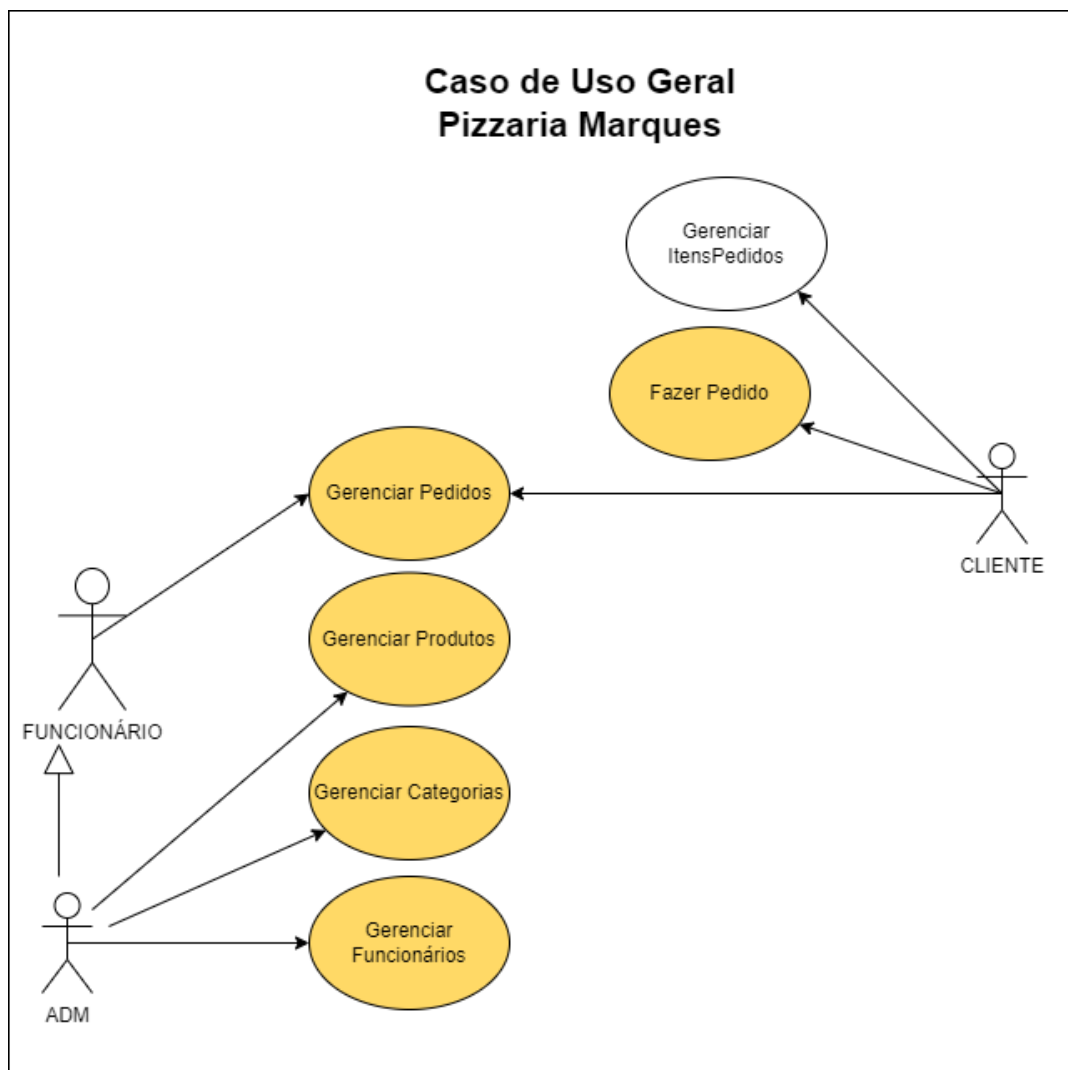 Caso de Uso Geral
Pizzaria Marques
Gerenciar
ItensPedidos
Fazer Pedido
Gerenciar Pedidos
CLIENTE
Gerenciar Produtos
FUNCIONÁRIO
Gerenciar Categorias
Gerenciar
Funcionários
ADM